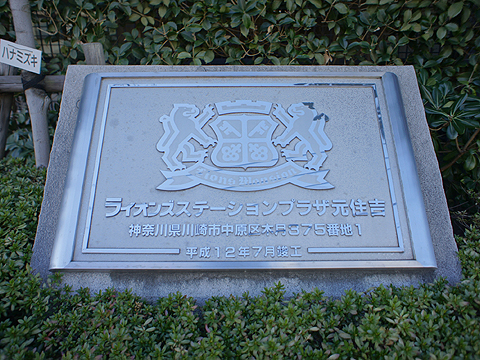 ハナミズキ
ライオンズステーションプラザ元住吉
神奈川県川崎市中原区木月375番地1
平成12年7月竣工